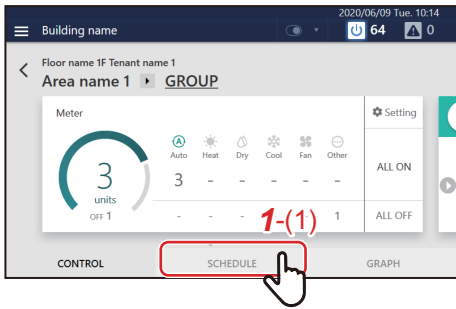 2020/06/09 Tue. 10:14
Building name
64
0
Floor name 1F Tenant name 1
Area name 1 GROUP
Meter
Setting
A
Auto Heat Dry Cool Fan Other
3
units
OFF 1
3 - - - - -
ALL ON
- - - 1
ALL OFF
1-(1)
CONTROL SCHEDULE GRAPH